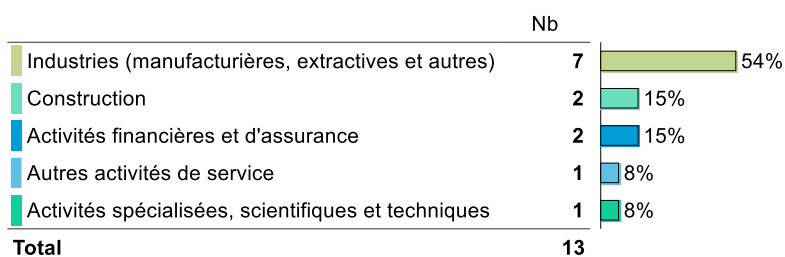 Nb
Industries (manufacturières, extractives et autres) 7 54%
Construction 2 15%
Activités financières et d'assurance 2 15%
Autres activités de service 1 8%
Activités spécialisées, scientifiques et techniques 1 8%
Total 13